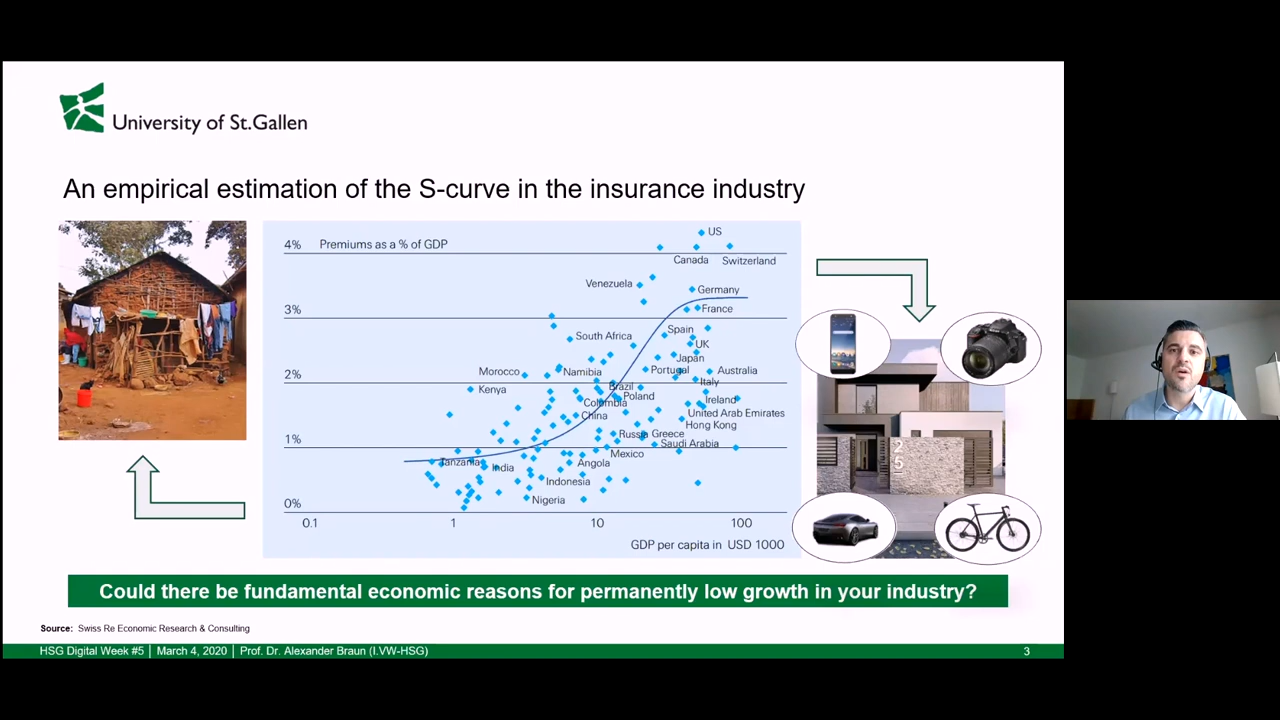 University of St.Gallen
An empirical estimation of the S-curve in the insurance industry
4%
Premiums as a % of GDP
US
Canada
Switzerland
Venezuela
Germany
3%
France
South Africa
Spain
UK
Japan
Morocco
Namibia
Portugal
Australia
2%
Kenya
Brazil
Italy
Columbia
Poland
Ireland
China
United Arab Emirates
Hong Kong
1%
Russia
Greece
Saudi Arabia
Mexico
Tanzania
India
Angola
Indonesia
Nigeria
0%
0.1
1
10
100
GDP per capita in USD 1000
2
5
Could there be fundamental economic reasons for permanently low growth in your industry?
Source: Swiss Re Economic Research & Consulting
HSG Digital Week #5 | March 4, 2020 | Prof. Dr. Alexander Braun (I.VW-HSG)
3